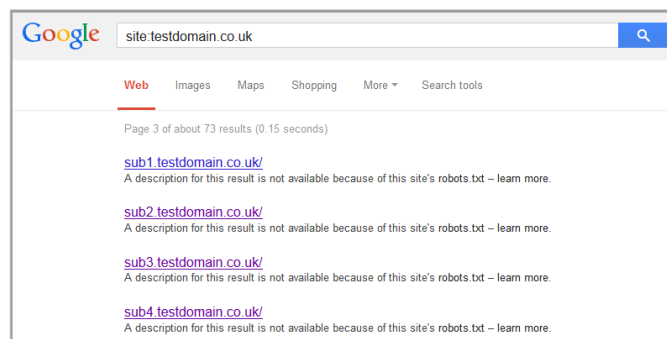 Google site:testdomain.co.uk
Web Images Maps Shopping More Search tools
Page 3 of about 73 results (0.15 seconds)
sub1.testdomain.co.uk/
A description for this result is not available because of this site's robots.txt – learn more.
sub2.testdomain.co.uk/
A description for this result is not available because of this site's robots.txt – learn more.
sub3.testdomain.co.uk/
A description for this result is not available because of this site's robots.txt – learn more.
sub4.testdomain.co.uk/
A description for this result is not available because of this site's robots.txt – learn more.